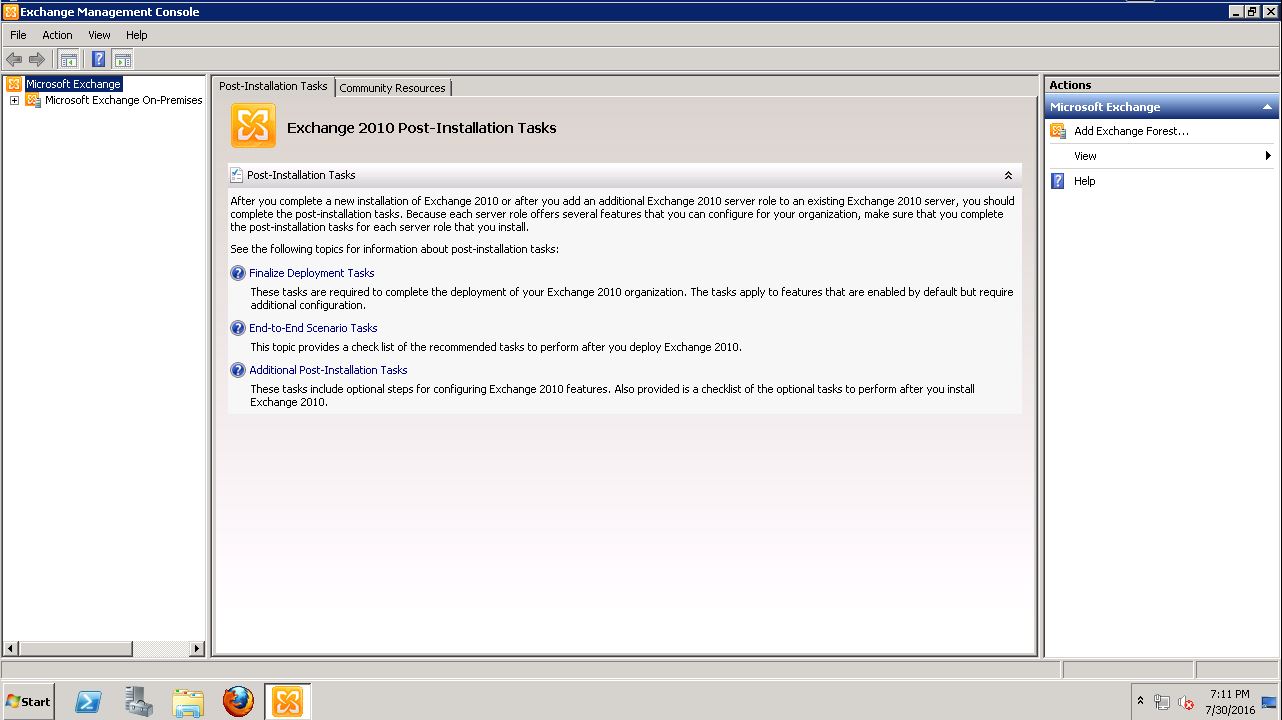 Exchange Management Console
File Action View Help
Microsoft Exchange
Microsoft Exchange On-Premises
Post-Installation Tasks
Community Resources
Exchange 2010 Post-Installation Tasks
Post-Installation Tasks
After you complete a new installation of Exchange 2010 or after you add an additional Exchange 2010 server role to an existing Exchange 2010 server, you should
complete the post-installation tasks. Because each server role offers several features that you can configure for your organization, make sure that you complete
the post-installation tasks for each server role that you install.
See the following topics for information about post-installation tasks:
Finalize Deployment Tasks
These tasks are required to complete the deployment of your Exchange 2010 organization. The tasks apply to features that are enabled by default but require
additional configuration.
End-to-End Scenario Tasks
This topic provides a check list of the recommended tasks to perform after you deploy Exchange 2010.
Additional Post-Installation Tasks
These tasks include optional steps for configuring Exchange 2010 features. Also provided is a checklist of the optional tasks to perform after you install
Exchange 2010.
Actions
Microsoft Exchange
Add Exchange Forest...
View
Help
Start
7:11 PM
7/30/2016